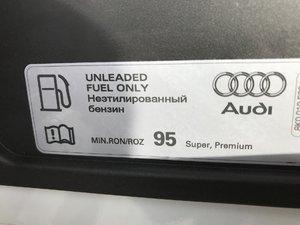 UNLEADED
FUEL ONLY
Неэтилированный
бензин
Audi
MIN.RON/ROZ 95 Super, Premium